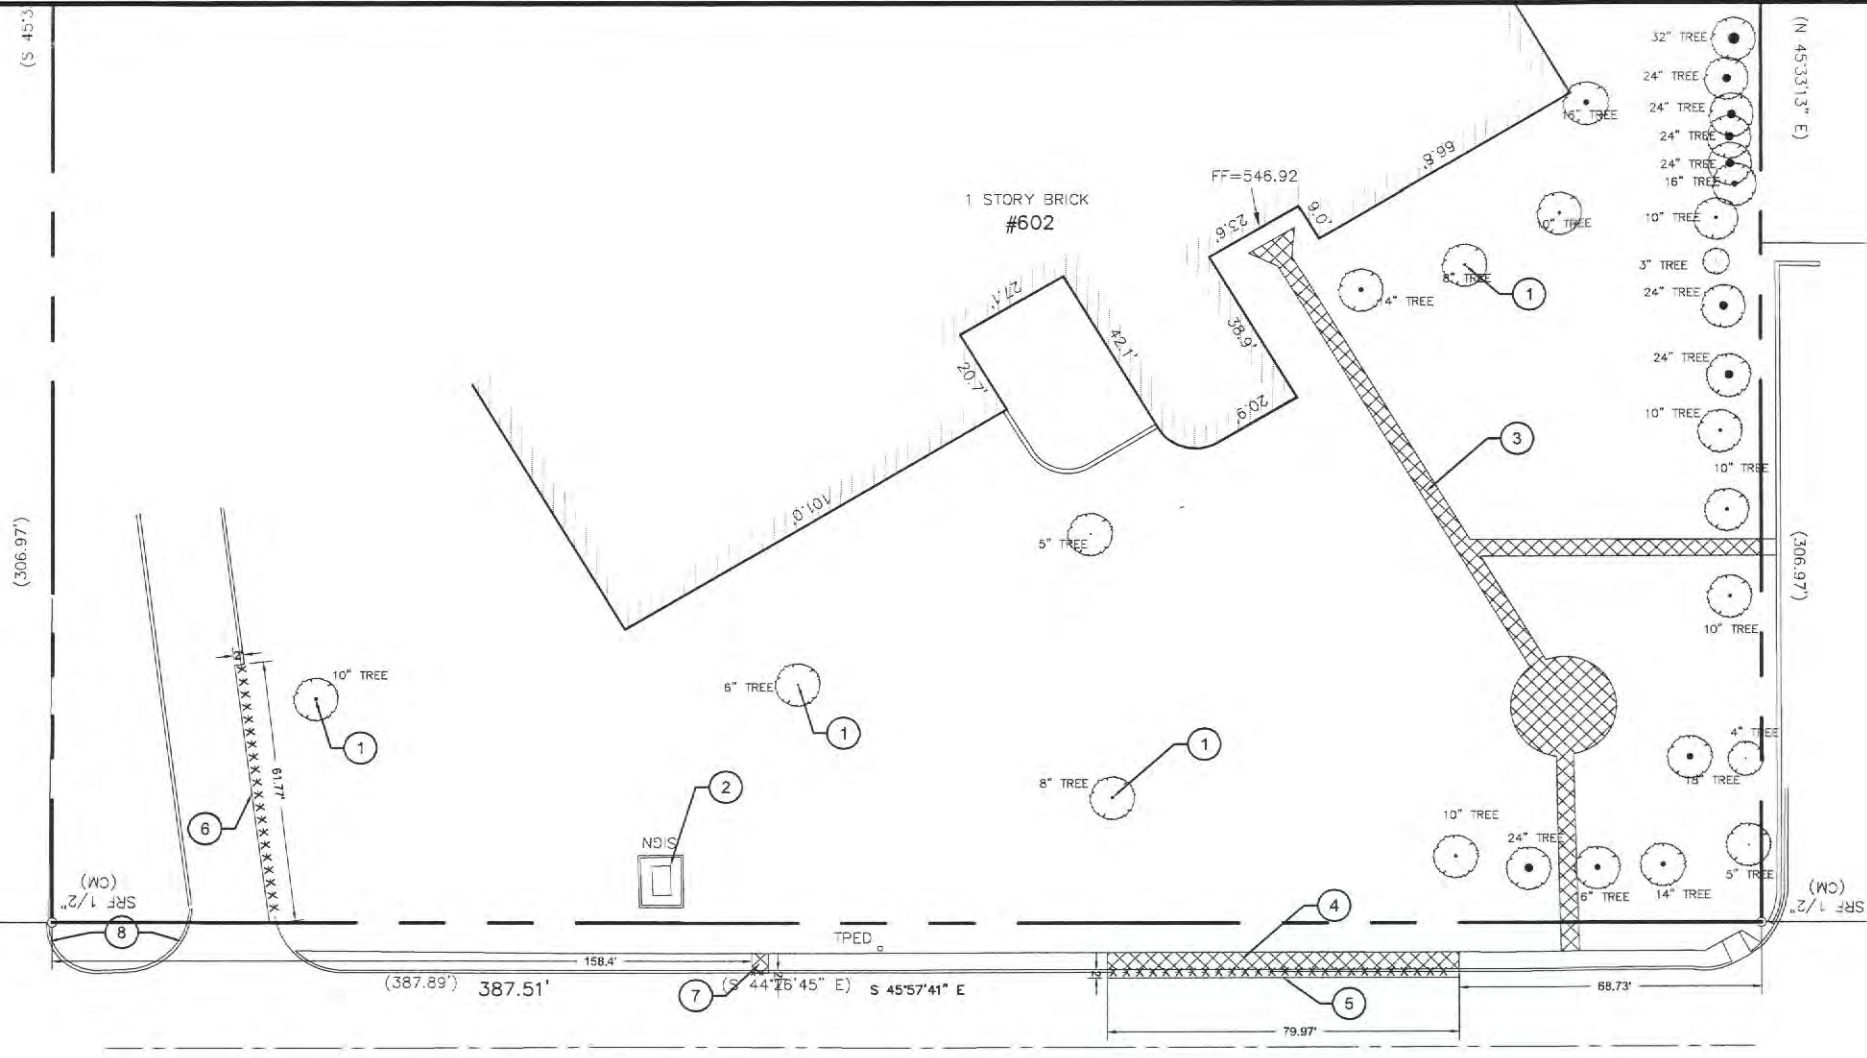 (S 45°3
(N 45°33'13" E)
32" TREE
24" TREE
24" TREE
24" TREE
24" TREE
16" TREE
10" TREE
3" TREE
24" TREE
24" TREE
10" TREE
10" TREE
10" TREE
16" TREE
10" TREE
8" TREE
1
4" TREE
66.8'
9.0'
FF=546.92
23.6'
1 STORY BRICK
#602
27.1'
42.1'
38.9'
20.7'
20.9'
101.0'
3
5" TREE
(306.97')
(306.97')
2'
10" TREE
1
6" TREE
1
8" TREE
1
61.77'
6
2
SIGN
4" TREE
18" TREE
10" TREE
24" TREE
6" TREE
14" TREE
5" TREE
SRF 1/2"
(CM)
SRF 1/2"
(CM)
8
4
TPED
158.4'
2'
2'
(387.89')
387.51'
7
(S 44°26'45" E)
S 45°57'41" E
5
68.73'
79.97'